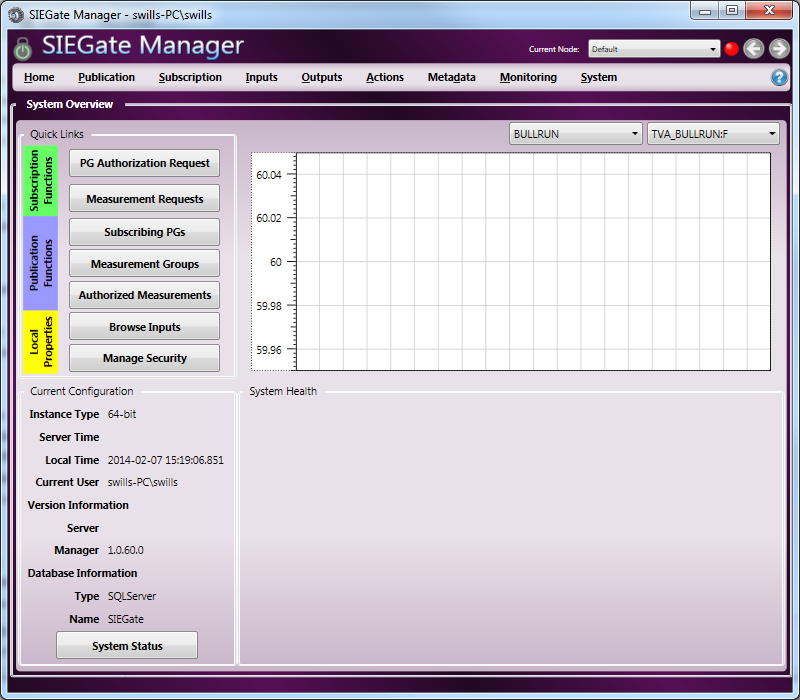 SIEGate Manager - swills-PC\swills
SIEGate Manager
Current Node: Default
Home Publication Subscription Inputs Outputs Actions Metadata Monitoring System ?
System Overview
Quick Links
BULLRUN TVA_BULLRUN:F
Subscription
Functions
PG Authorization Request
Measurement Requests
Publication
Functions
Subscribing PGs
Measurement Groups
Authorized Measurements
Local
Properties
Browse Inputs
Manage Security
60.04
60.02
60
59.98
59.96
Current Configuration
Instance Type 64-bit
Server Time
Local Time 2014-02-07 15:19:06.851
Current User swills-PC\swills
Version Information
Server
Manager 1.0.60.0
Database Information
Type SQLServer
Name SIEGate
System Status
System Health